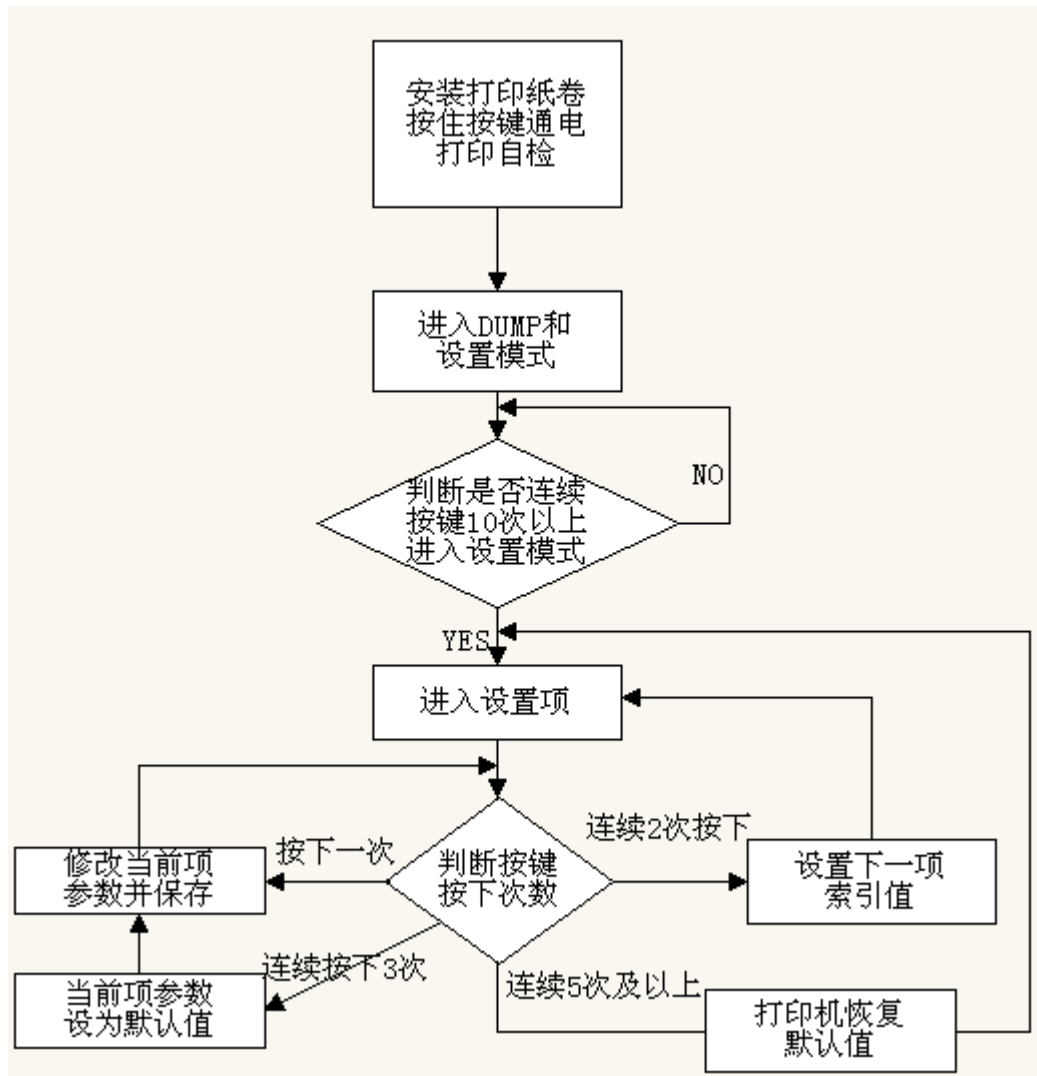 安装打印纸卷
按住按键通电
打印自检
进入DUMP和
设置模式
NO
判断是否连续
按键10次以上
进入设置模式
YES
进入设置项
连续2次按下
按下一次
修改当前项
参数并保存
判断按键
按下次数
设置下一项
索引值
连续按下3次
连续5次及以上
当前项参数
设为默认值
打印机恢复
默认值